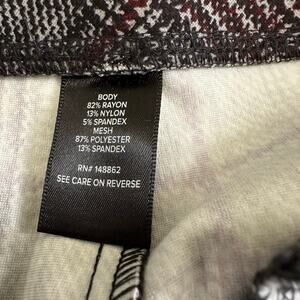 BODY
82% RAYON
13% NYLON
5% SPANDEX
MESH
87% POLYESTER
13% SPANDEX
RN# 148862
SEE CARE ON REVERSE